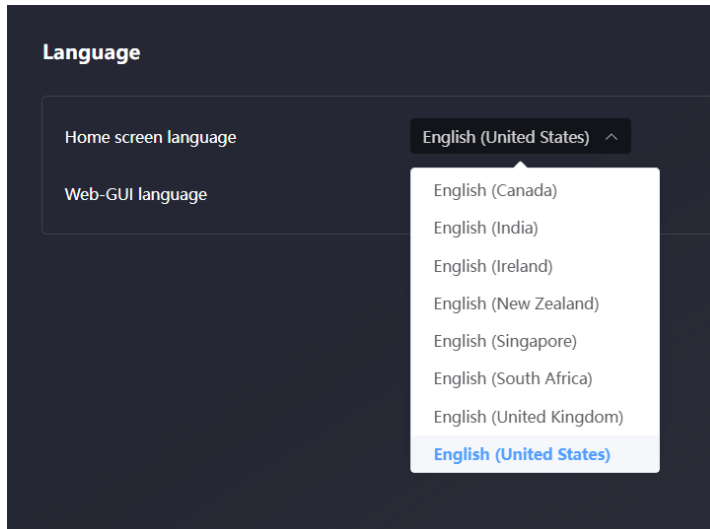 Language
Home screen language
English (United States)
Web-GUI language
English (Canada)
English (India)
English (Ireland)
English (New Zealand)
English (Singapore)
English (South Africa)
English (United Kingdom)
English (United States)